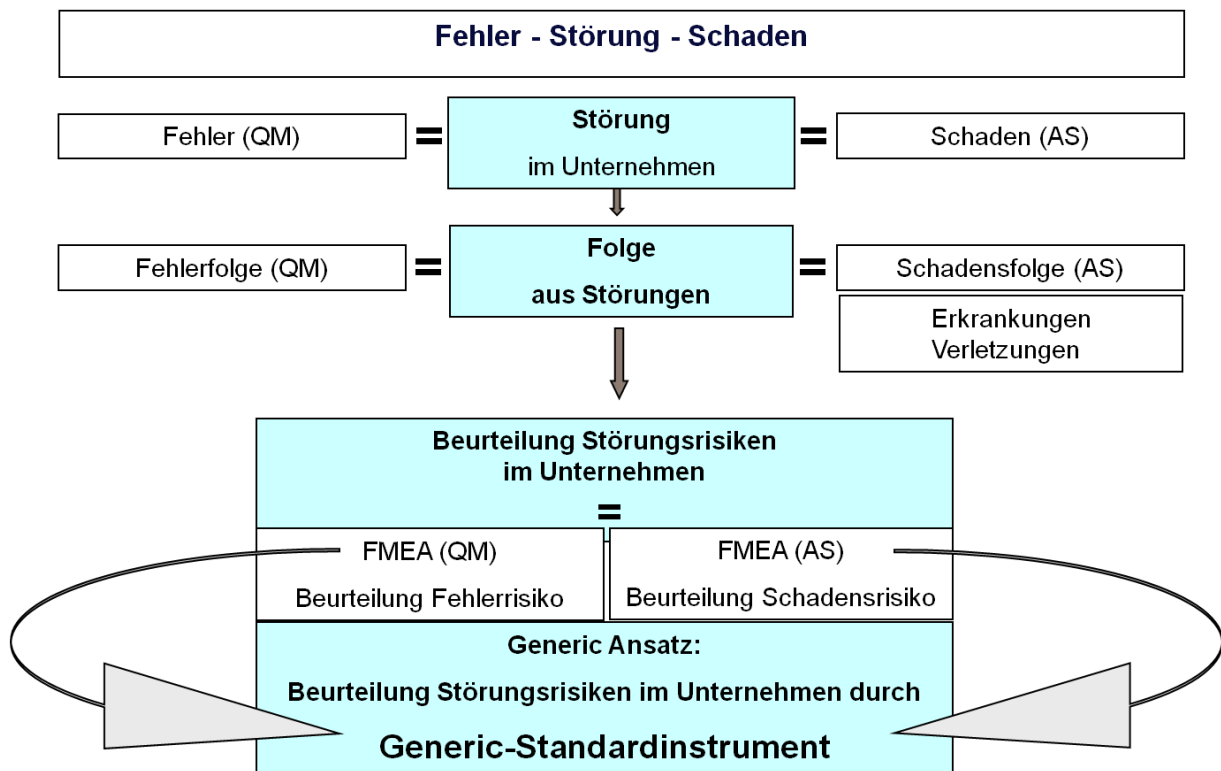 Fehler - Störung - Schaden
Fehler (QM)
=
Störung
im Unternehmen
=
Schaden (AS)
Fehlerfolge (QM)
=
Folge
aus Störungen
=
Schadensfolge (AS)
Erkrankungen
Verletzungen
Beurteilung Störungsrisiken
im Unternehmen
=
FMEA (QM)
Beurteilung Fehlerrisiko
FMEA (AS)
Beurteilung Schadensrisiko
Generic Ansatz:
Beurteilung Störungsrisiken im Unternehmen durch
Generic-Standardinstrument